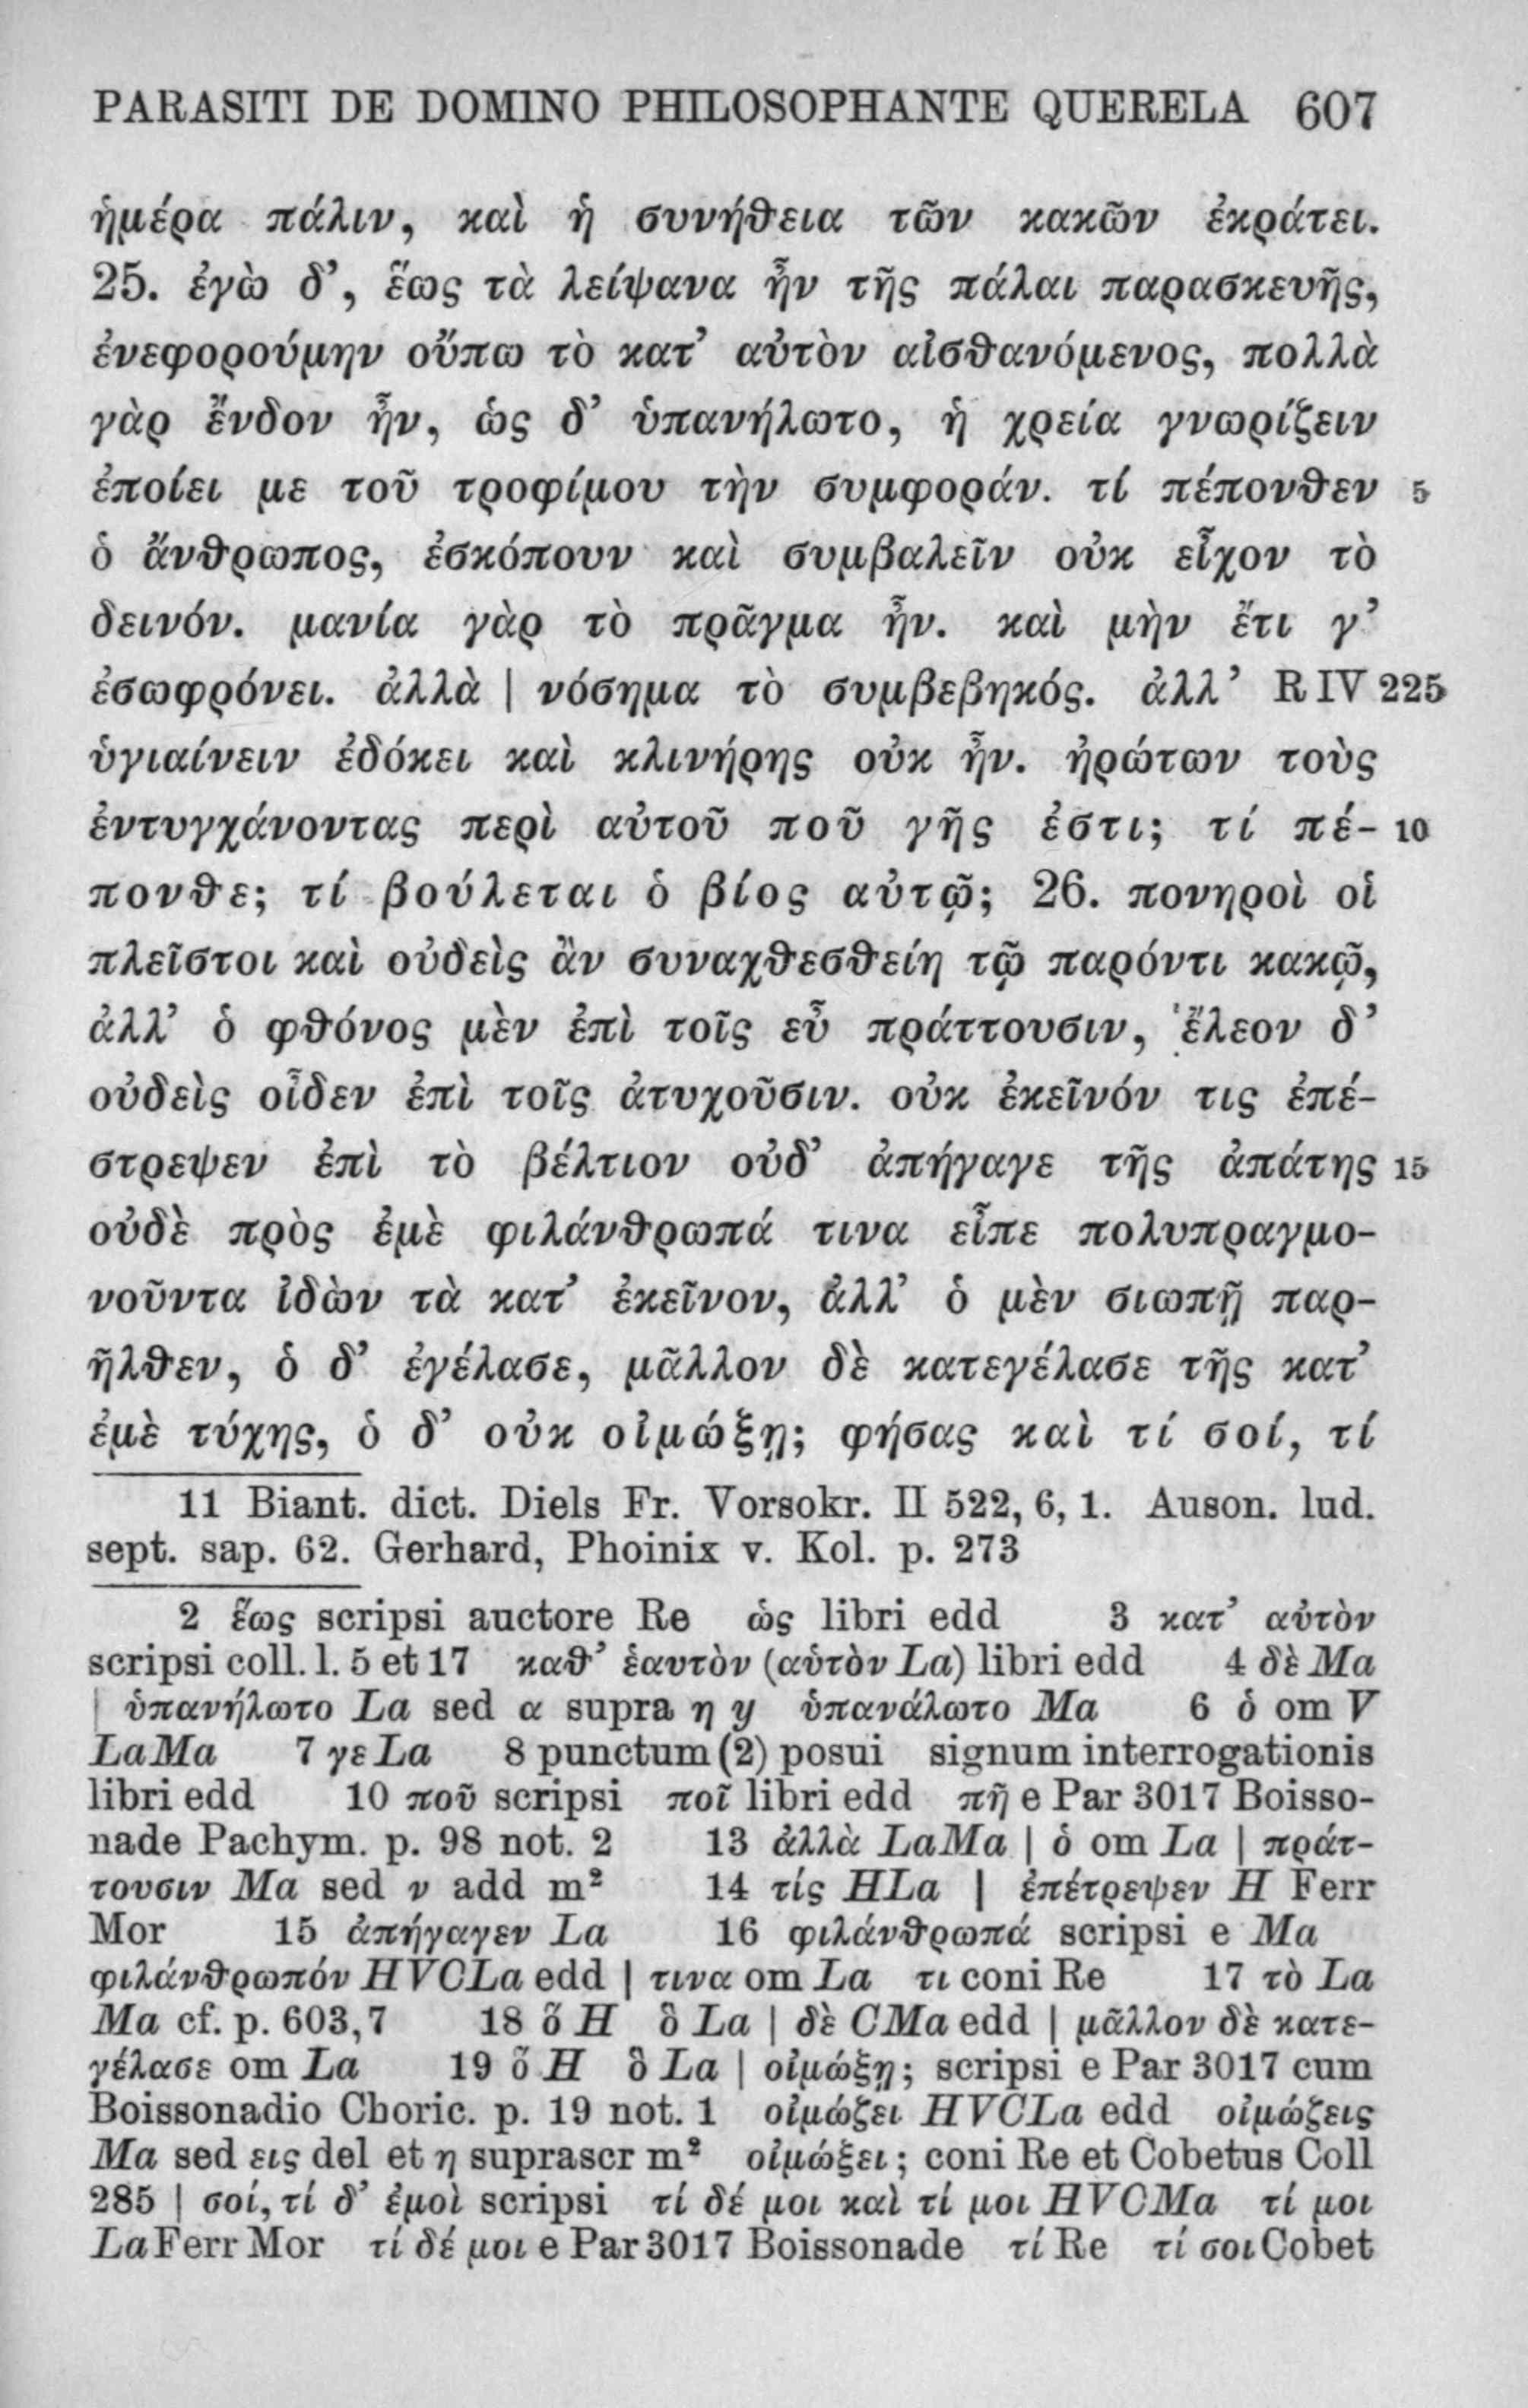 PARASITI DE DOMINO PHILOSOPHANTE QUERELA 607
ἡμέρα πάλιν, καὶ ἡ συνήθεια τῶν κακῶν ἐκράτει.
25. ἐγὼ δ’, ἕως τὰ λείψανα ἦν τῆς πάλαι παρασκευῆς,
ἐνεφορούμην οὔπω τὸ κατ’ αὐτὸν αἰσθανόμενος, πολλὰ
γὰρ ἔνδον ἦν, ὡς δ’ ὑπανήλωτο, ἡ χρεία γνωρίζειν
ἐποίει με τοῦ τροφίμου τὴν συμφοράν. τί πέπονθεν 5
ὁ ἄνθρωπος, ἐσκόπουν καὶ συμβαλεῖν οὐκ εἶχον τὸ
δεινόν. μανία γὰρ τὸ πρᾶγμα ἦν. καὶ μὴν ἔτι γ’
ἐσωφρόνει. ἀλλὰ | νόσημα τὸ συμβεβηκός. ἀλλ’ R IV 225
ὑγιαίνειν ἐδόκει καὶ κλινήρης οὐκ ἦν. ἠρώτων τοὺς
ἐντυγχάνοντας περὶ αὐτοῦ ποῦ γῆς ἐστι; τί πέ- 10
πονθε; τί βούλεται ὁ βίος αὐτῷ; 26. πονηροὶ οἱ
πλεῖστοι καὶ οὐδεὶς ἂν συναχθεσθείη τῷ παρόντι κακῷ,
ἀλλ’ ὁ φθόνος μὲν ἐπὶ τοῖς εὖ πράττουσιν, ἔλεον δ’
οὐδεὶς οἶδεν ἐπὶ τοῖς ἀτυχοῦσιν. οὐκ ἐκεῖνόν τις ἐπέ-
στρεψεν ἐπὶ τὸ βέλτιον οὐδ’ ἀπήγαγε τῆς ἀπάτης 15
οὐδὲ πρὸς ἐμὲ φιλάνθρωπά τινα εἶπε πολυπραγμο-
νοῦντα ἰδὼν τὰ κατ’ ἐκεῖνον, ἀλλ’ ὁ μὲν σιωπῇ παρ-
ῆλθεν, ὁ δ’ ἐγέλασε, μᾶλλον δὲ κατεγέλασε τῆς κατ’
ἐμὲ τύχης, ὁ δ’ οὐκ οἰμώξῃ; φήσας καὶ τί σοί, τί
11 Biant. dict. Diels Fr. Vorsokr. II 522, 6, 1. Auson. lud.
sept. sap. 62. Gerhard, Phoinix v. Kol. p. 273
2 ἕως scripsi auctore Re ὡς libri edd 3 κατ’ αὐτὸν
scripsi coll. l. 5 et 17 καθ’ ἑαυτὸν (αὑτὸν La) libri edd 4 δὲ Ma
| ὑπανήλωτο La sed α supra η y ὑπανάλωτο Ma 6 ὁ om V
La Ma 7 γε La 8 punctum (2) posui signum interrogationis
libri edd 10 ποῦ scripsi ποῖ libri edd πῆ e Par 3017 Boisso-
nade Pachym. p. 98 not. 2 13 ἀλλὰ La Ma | ὁ om La | πράτ-
τουσιν Ma sed ν add m² 14 τίς HLa | ἐπέτρεψεν H Ferr
Mor 15 ἀπήγαγεν La 16 φιλάνθρωπά scripsi e Ma
φιλάνθρωπόν HVCLa edd | τινα om La τι coni Re 17 τὸ La
Ma cf. p. 603,7 18 ὅ H ὃ La | δὲ CMa edd | μᾶλλον δὲ κατε-
γέλασε om La 19 ὅ H ὃ La | οἰμώξῃ; scripsi e Par 3017 cum
Boissonadio Choric. p. 19 not. 1 οἰμώζει HVCLa edd οἰμώζεις
Ma sed εις del et η suprascr m² οἰμώξει; coni Re et Cobetus Coll
285 | σοί, τί δ’ ἐμοὶ scripsi τί δέ μοι καὶ τί μοι HVCMa τί μοι
La Ferr Mor τί δέ μοι e Par 3017 Boissonade τί Re τί σοι Cobet